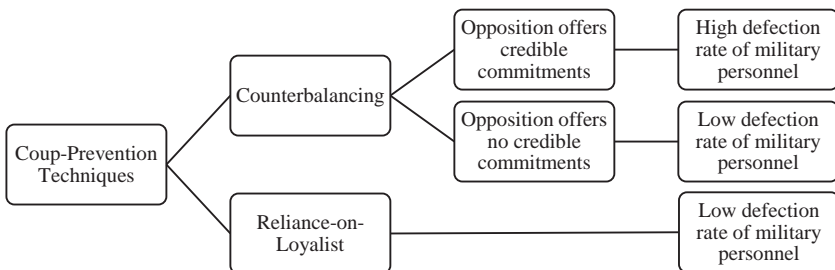 Coup-Prevention
Techniques
Counterbalancing
Opposition offers
credible
commitments
High defection
rate of military
personnel
Opposition offers
no credible
commitments
Low defection
rate of military
personnel
Reliance-on-
Loyalist
Low defection
rate of military
personnel